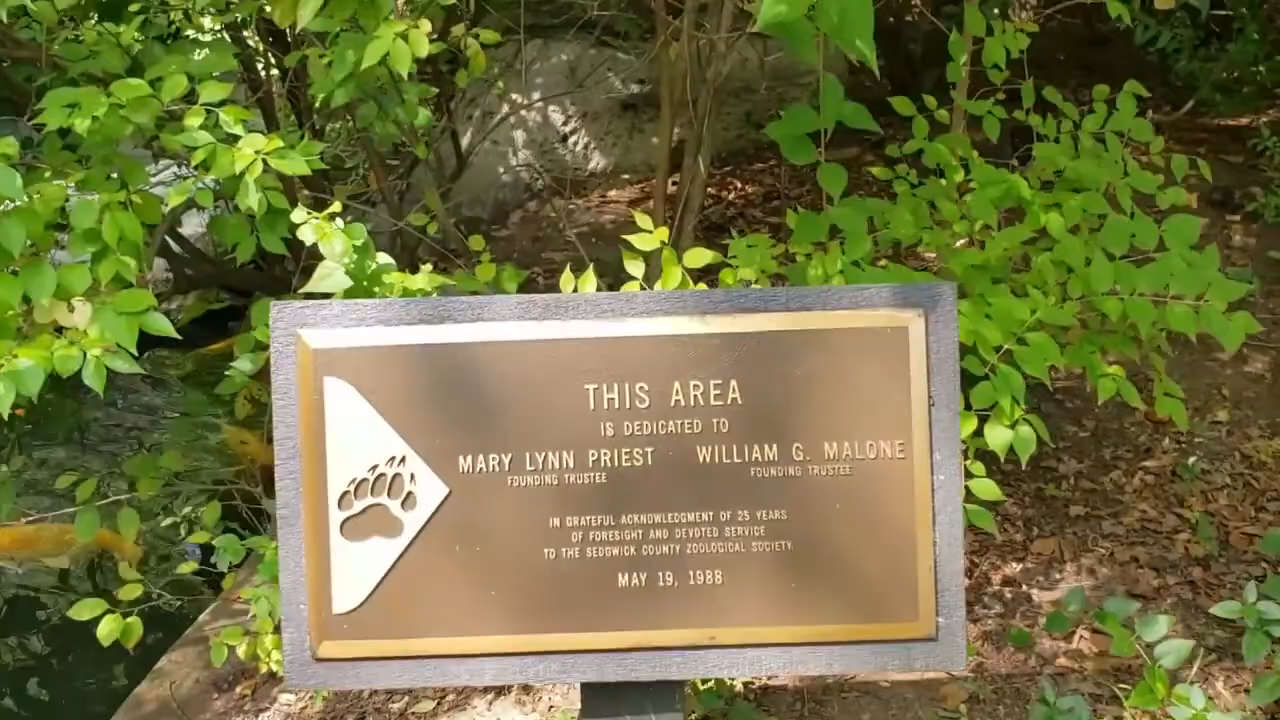 THIS AREA
IS DEDICATED TO
MARY LYNN PRIEST WILLIAM G. MALONE
FOUNDING TRUSTEE FOUNDING TRUSTEE
IN GRATEFUL ACKNOWLEDGMENT OF 25 YEARS
OF FORESIGHT AND DEVOTED SERVICE
TO THE SEDGWICK COUNTY ZOOLOGICAL SOCIETY.
MAY 19, 1988